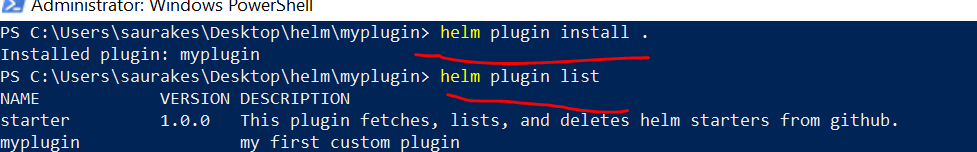 Administrator: Windows PowerShell
PS C:\Users\saurakes\Desktop\helm\myplugin> helm plugin install .
Installed plugin: myplugin
PS C:\Users\saurakes\Desktop\helm\myplugin> helm plugin list
NAME VERSION DESCRIPTION
starter 1.0.0 This plugin fetches, lists, and deletes helm starters from github.
myplugin my first custom plugin